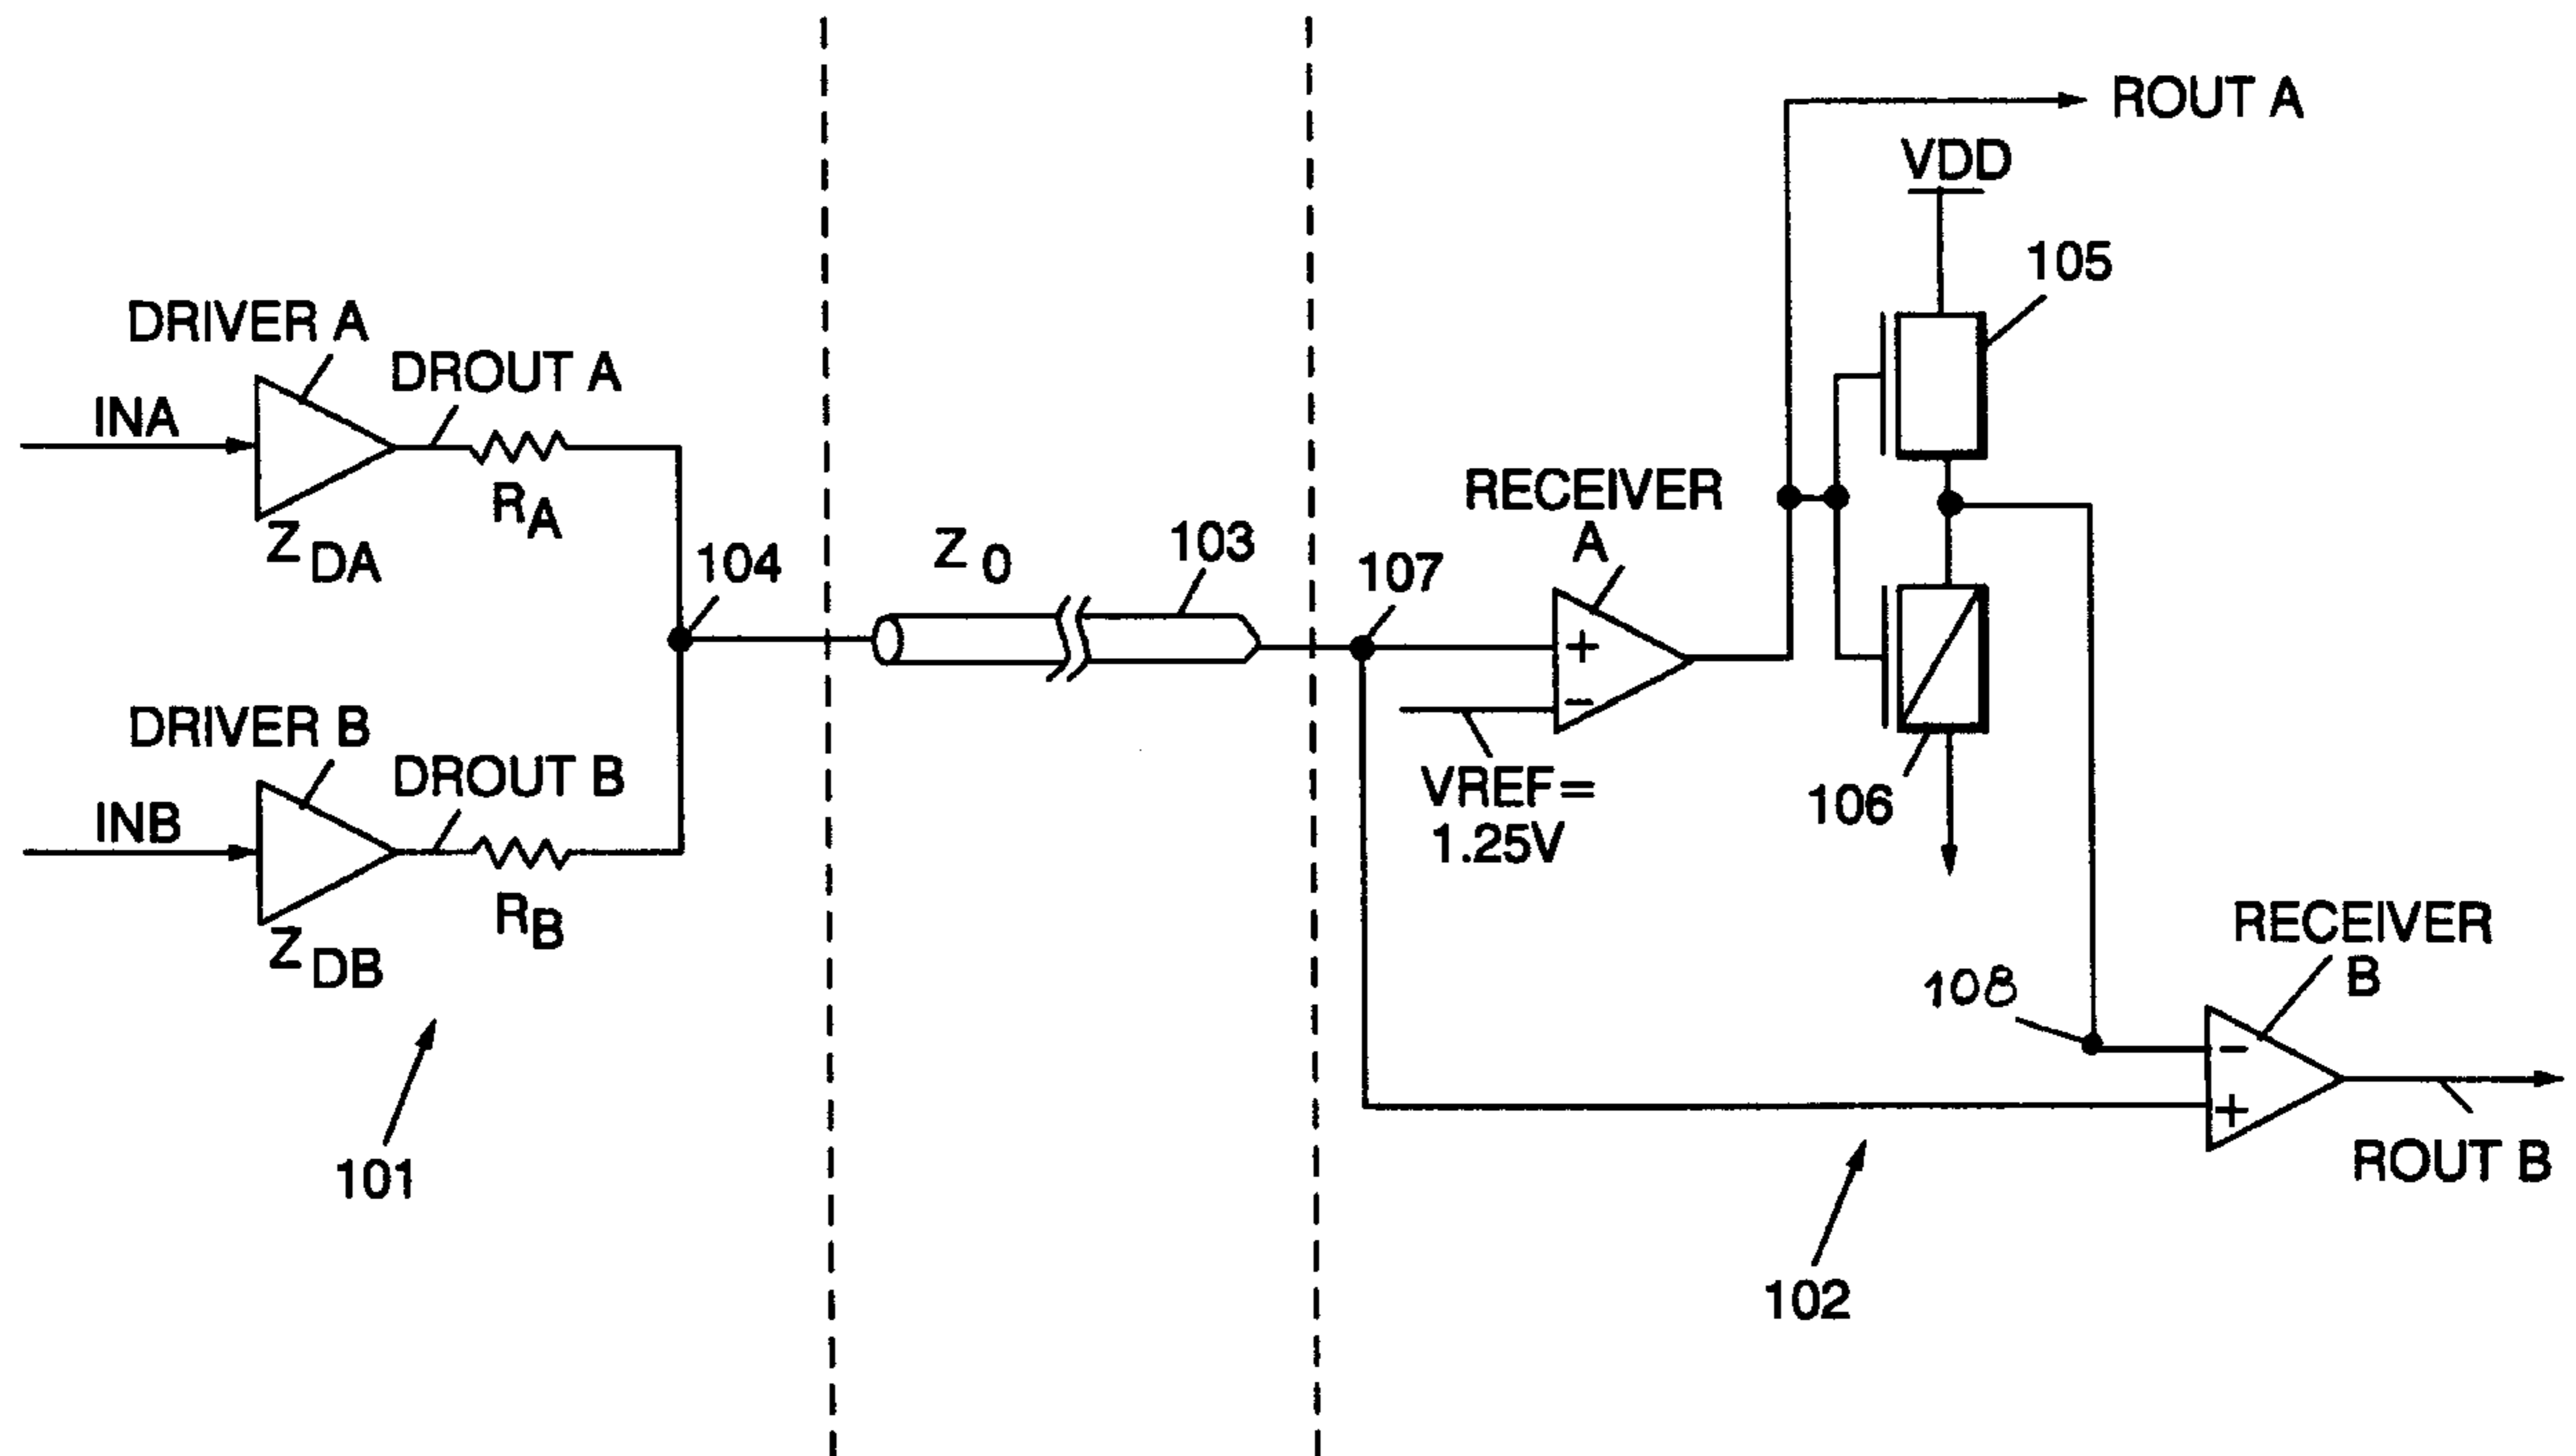 ROUT A
VDD
105
DRIVER A
DROUT A
INA
RA
ZDA
104
Z0
103
107
RECEIVER
A
+
−
VREF=
1.25V
106
DRIVER B
DROUT B
INB
RB
ZDB
RECEIVER
B
108
−
+
ROUT B
101
102